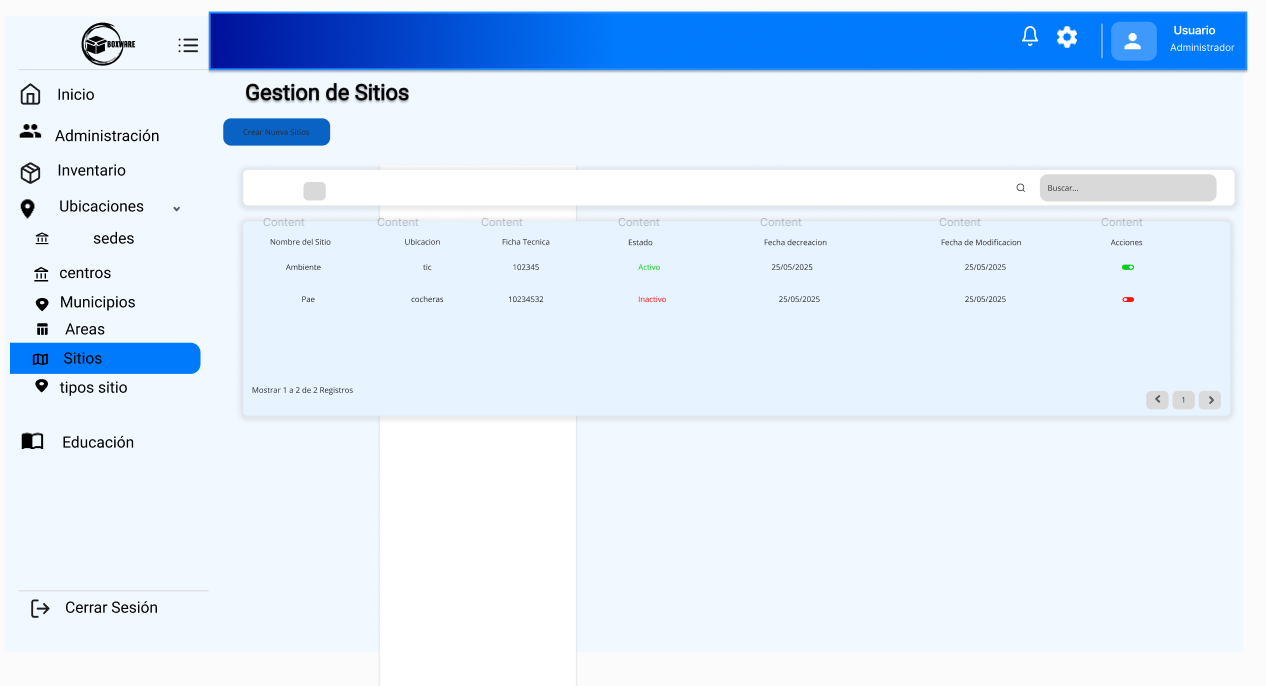 BOXWARE
Usuario
Administrador
Inicio
Administración
Inventario
Ubicaciones
sedes
centros
Municipios
Areas
Sitios
tipos sitio
Educación
Cerrar Sesión
Gestion de Sitios
Crear Nueva Sitios
Buscar...
Content Content Content Content Content Content Content
Nombre del Sitio Ubicacion Ficha Tecnica Estado Fecha decreacion Fecha de Modificacion Acciones
Ambiente tic 102345 Activo 25/05/2025 25/05/2025
Pae cocheras 10234532 Inactivo 25/05/2025 25/05/2025
Mostrar 1 a 2 de 2 Registros
1